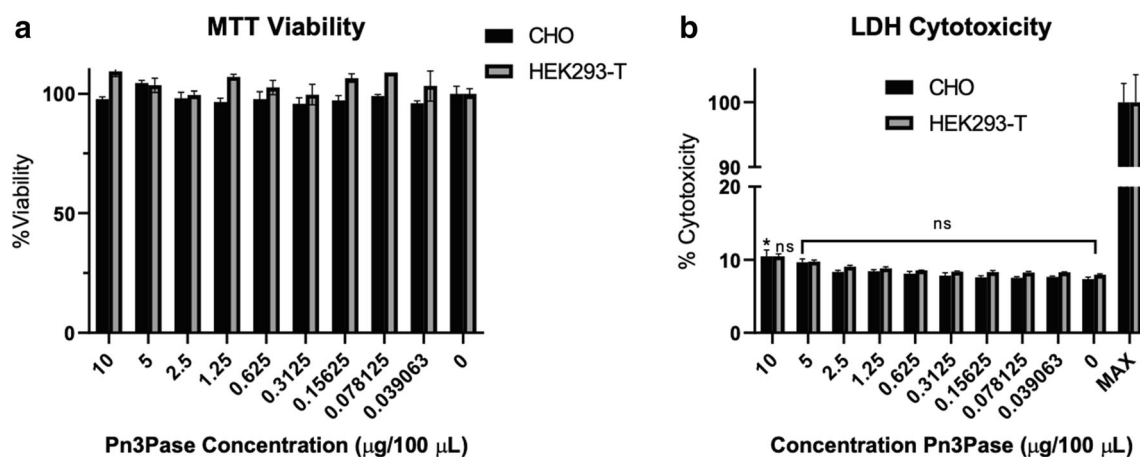 a
MTT Viability
CHO
HEK293-T
%Viability
100
50
0
10
5
2.5
1.25
0.625
0.3125
0.15625
0.078125
0.039063
0
Pn3Pase Concentration (μg/100 μL)
b
LDH Cytotoxicity
CHO
HEK293-T
% Cytotoxicity
100
90
20
10
0
* ns
ns
10
5
2.5
1.25
0.625
0.3125
0.15625
0.078125
0.039063
0
MAX
Concentration Pn3Pase (μg/100 μL)